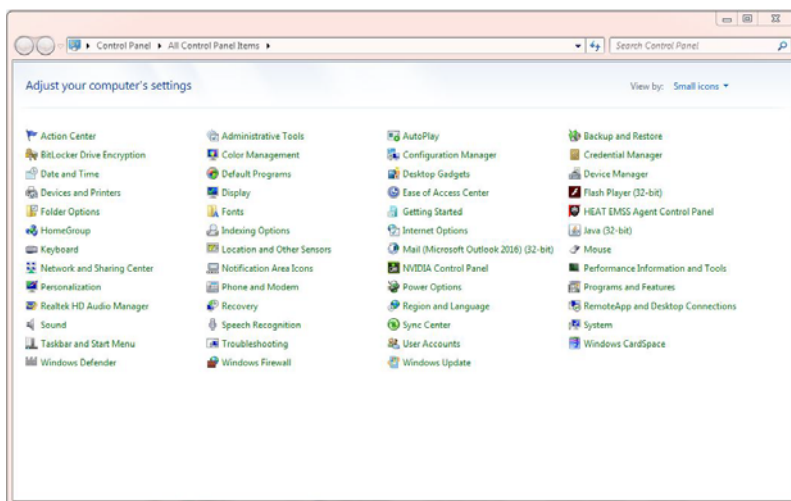 Control Panel ▸ All Control Panel Items ▸ Search Control Panel
Adjust your computer's settings View by: Small icons
Action Center AutoPlay Administrative Tools Backup and Restore
BitLocker Drive Encryption Color Management Configuration Manager Credential Manager
Date and Time Default Programs Desktop Gadgets Device Manager
Devices and Printers Display Ease of Access Center Flash Player (32-bit)
Folder Options Fonts Getting Started HEAT EMSS Agent Control Panel
HomeGroup Indexing Options Internet Options Java (32-bit)
Keyboard Location and Other Sensors Mail (Microsoft Outlook 2016) (32-bit) Mouse
Network and Sharing Center Notification Area Icons NVIDIA Control Panel Performance Information and Tools
Personalization Phone and Modem Power Options Programs and Features
Realtek HD Audio Manager Recovery Region and Language RemoteApp and Desktop Connections
Sound Speech Recognition Sync Center System
Taskbar and Start Menu Troubleshooting User Accounts Windows CardSpace
Windows Defender Windows Firewall Windows Update